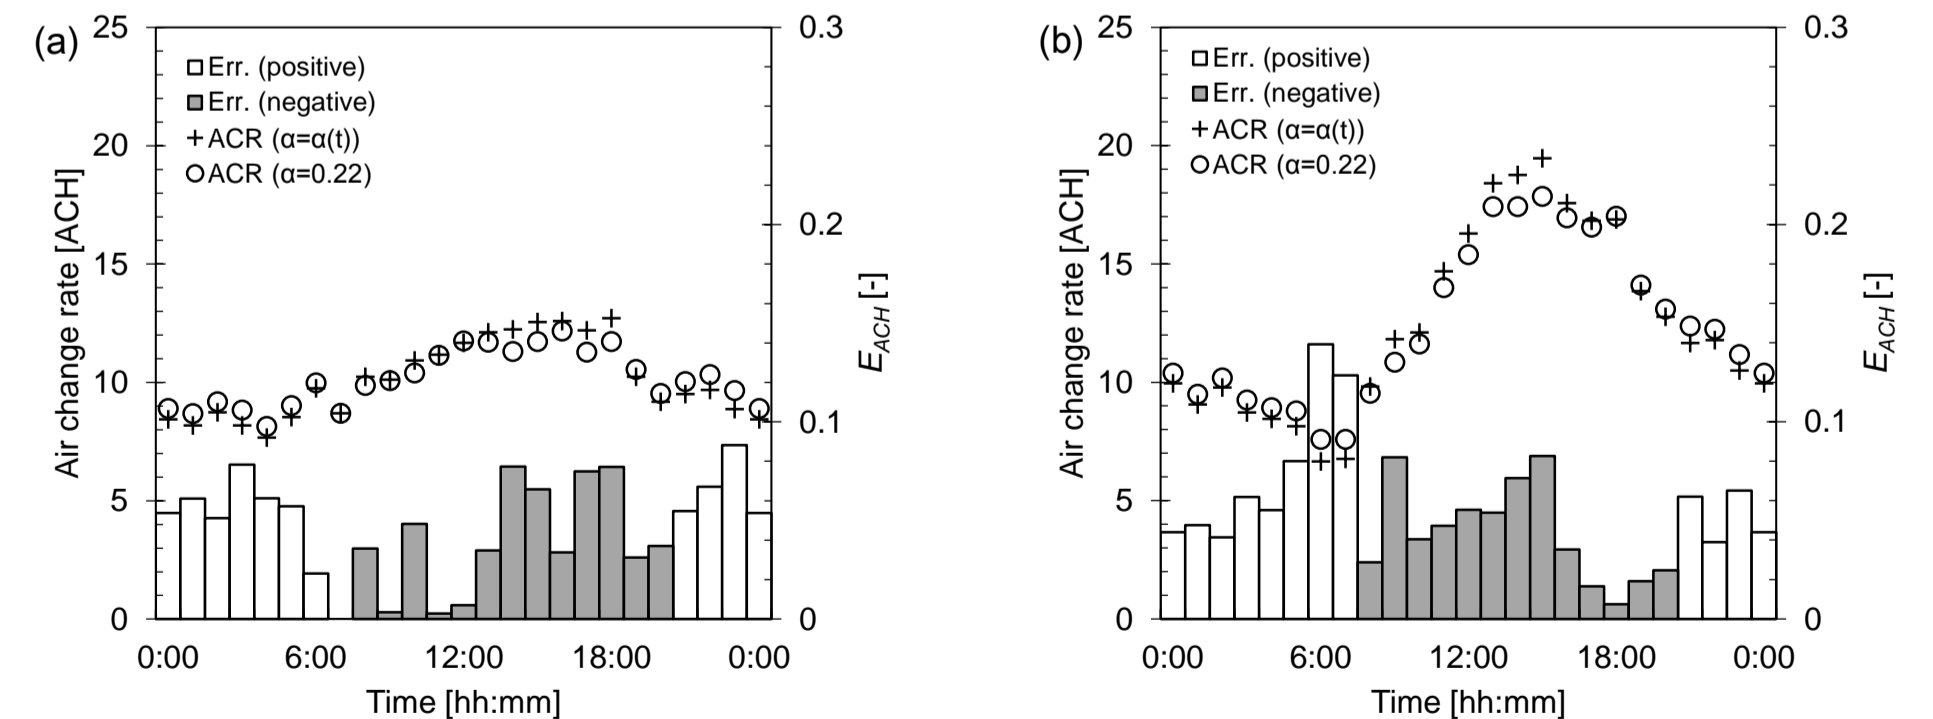 (a)
25
20
15
10
5
0
Air change rate [ACH]
Err. (positive)
Err. (negative)
ACR (α=α(t))
ACR (α=0.22)
0.3
0.2
0.1
0
E_ACH [-]
0:00 6:00 12:00 18:00 0:00
Time [hh:mm]
(b)
25
20
15
10
5
0
Air change rate [ACH]
Err. (positive)
Err. (negative)
ACR (α=α(t))
ACR (α=0.22)
0.3
0.2
0.1
0
E_ACH [-]
0:00 6:00 12:00 18:00 0:00
Time [hh:mm]